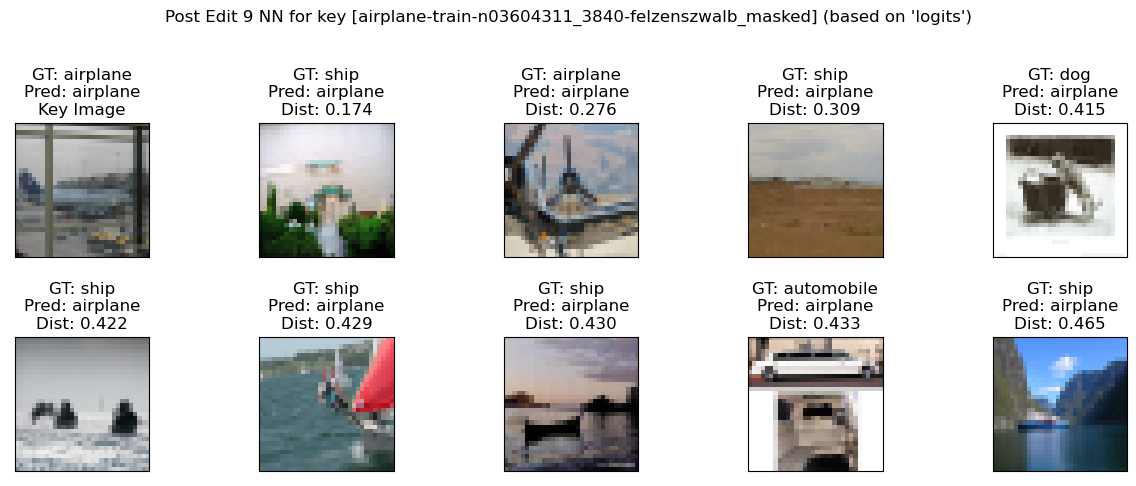 Post Edit 9 NN for key [airplane-train-n03604311_3840-felzenszwalb_masked] (based on 'logits')
GT: airplane
Pred: airplane
Key Image
GT: ship
Pred: airplane
Dist: 0.174
GT: airplane
Pred: airplane
Dist: 0.276
GT: ship
Pred: airplane
Dist: 0.309
GT: dog
Pred: airplane
Dist: 0.415
GT: ship
Pred: airplane
Dist: 0.422
GT: ship
Pred: airplane
Dist: 0.429
GT: ship
Pred: airplane
Dist: 0.430
GT: automobile
Pred: airplane
Dist: 0.433
GT: ship
Pred: airplane
Dist: 0.465